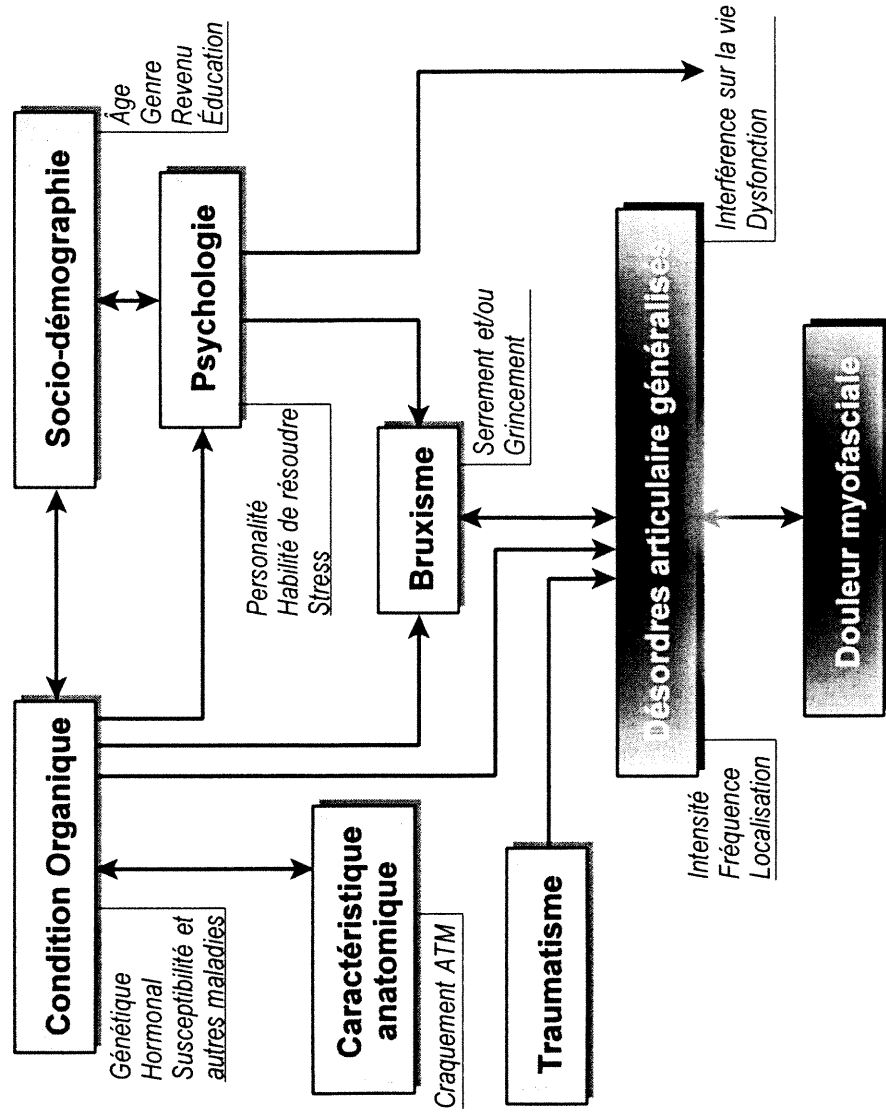 Condition Organique
Génétique
Hormonal
Susceptibilité et
autres maladies
Socio-démographie
Âge
Genre
Revenu
Éducation
Caractéristique
anatomique
Craquement ATM
Psychologie
Personalité
Habilité de résoudre
Stress
Bruxisme
Serrement et/ou
Grincement
Traumatisme
Désordres articulaire généralisés
Intensité
Fréquence
Localisation
Interférence sur la vie
Dysfonction
Douleur myofasciale